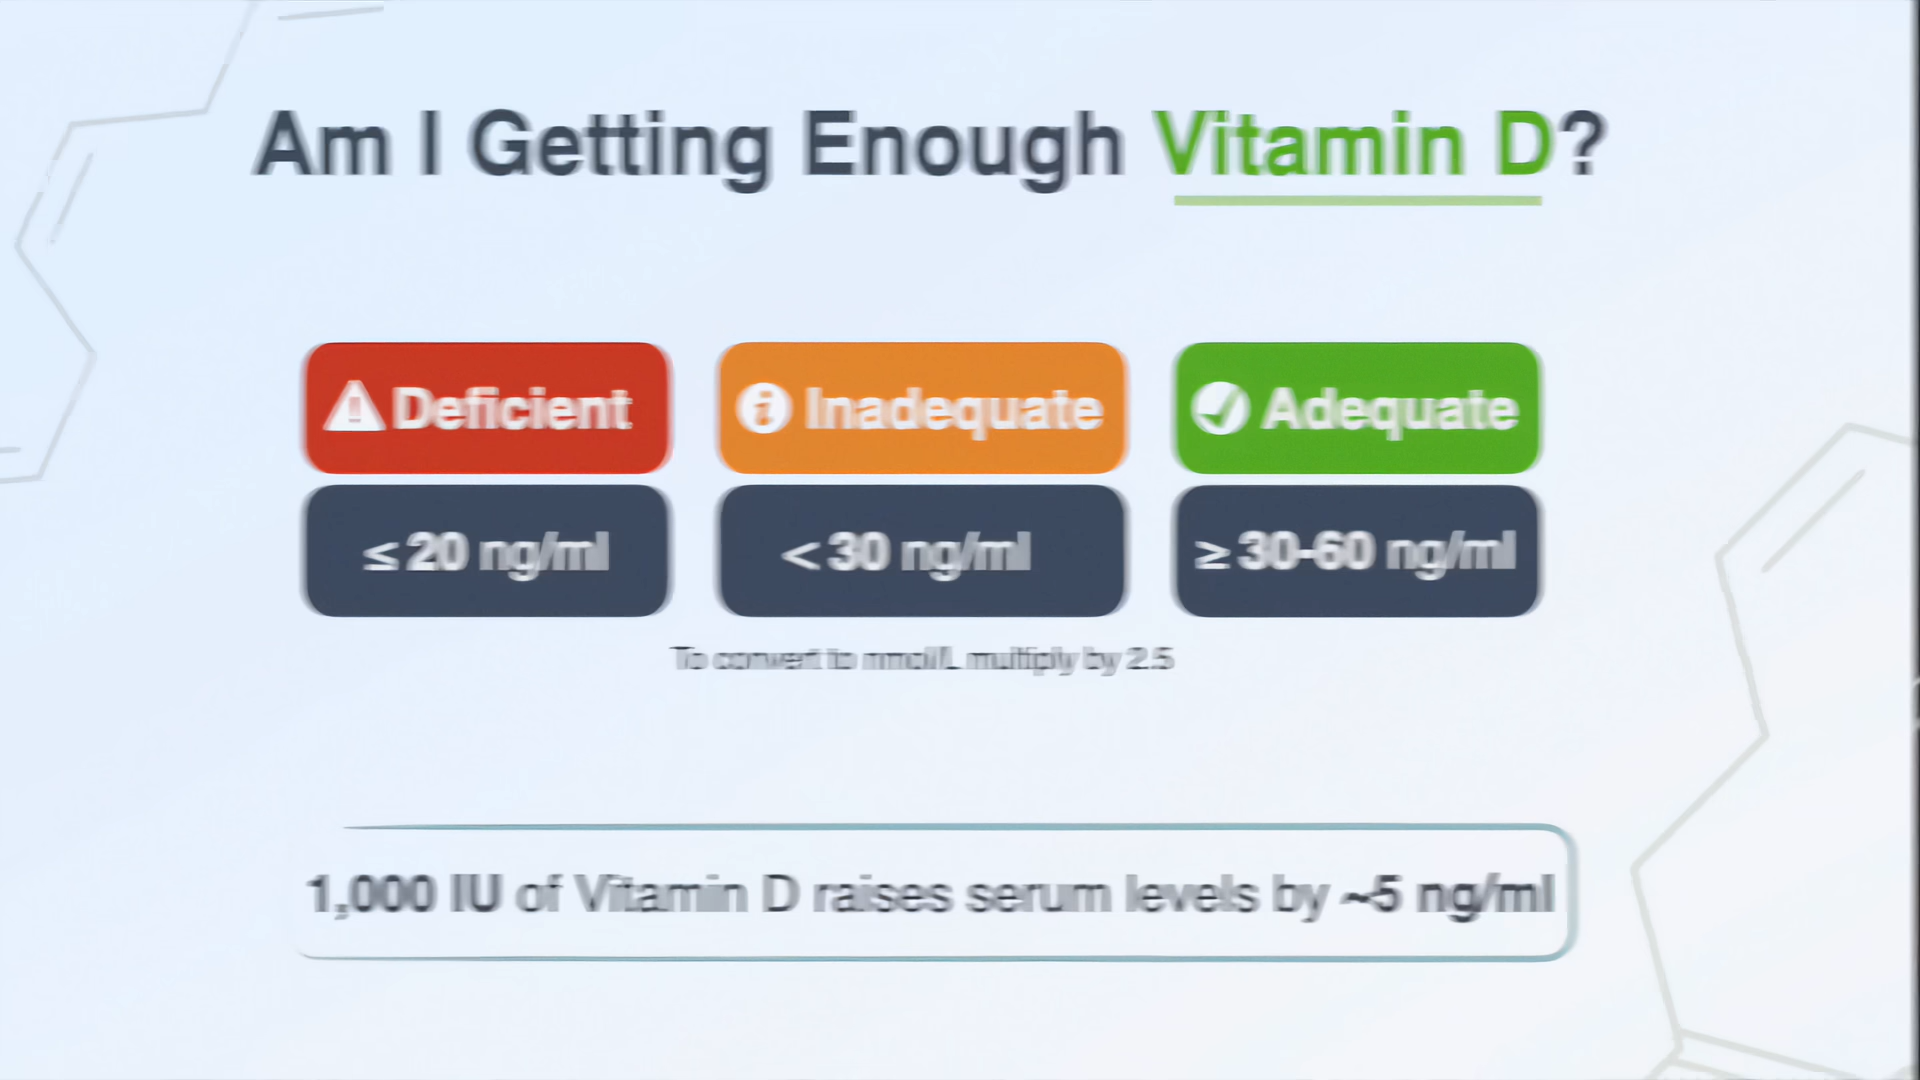 Am I Getting Enough Vitamin D?
Deficient
Inadequate
Adequate
≤ 20 ng/ml
< 30 ng/ml
≥ 30-60 ng/ml
To convert to nmol/L multiply by 2.5
1,000 IU of Vitamin D raises serum levels by ~5 ng/ml